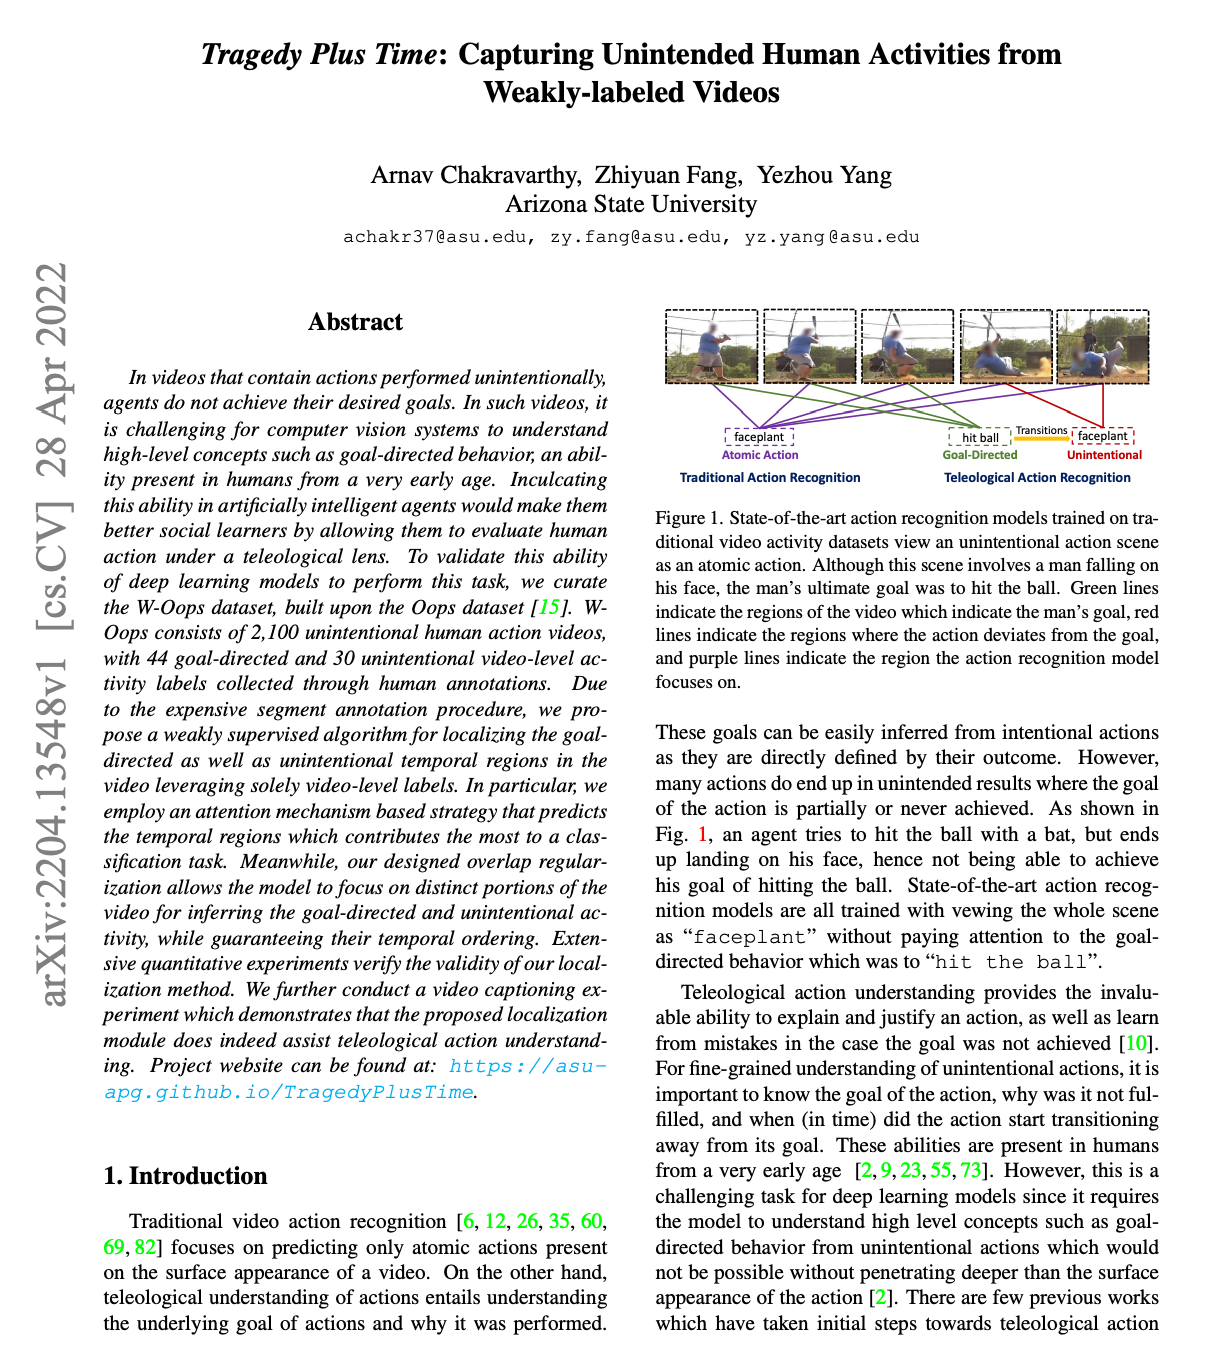 Tragedy Plus Time: Capturing Unintended Human Activities from
Weakly-labeled Videos
Arnav Chakravarthy, Zhiyuan Fang, Yezhou Yang
Arizona State University
achakr37@asu.edu, zy.fang@asu.edu, yz.yang@asu.edu
arXiv:2204.13548v1 [cs.CV] 28 Apr 2022
Abstract
In videos that contain actions performed unintentionally,
agents do not achieve their desired goals. In such videos, it
is challenging for computer vision systems to understand
high-level concepts such as goal-directed behavior, an abil-
ity present in humans from a very early age. Inculcating
this ability in artificially intelligent agents would make them
better social learners by allowing them to evaluate human
action under a teleological lens. To validate this ability
of deep learning models to perform this task, we curate
the W-Oops dataset, built upon the Oops dataset [15]. W-
Oops consists of 2,100 unintentional human action videos,
with 44 goal-directed and 30 unintentional video-level ac-
tivity labels collected through human annotations. Due
to the expensive segment annotation procedure, we pro-
pose a weakly supervised algorithm for localizing the goal-
directed as well as unintentional temporal regions in the
video leveraging solely video-level labels. In particular, we
employ an attention mechanism based strategy that predicts
the temporal regions which contributes the most to a clas-
sification task. Meanwhile, our designed overlap regular-
ization allows the model to focus on distinct portions of the
video for inferring the goal-directed and unintentional ac-
tivity, while guaranteeing their temporal ordering. Exten-
sive quantitative experiments verify the validity of our local-
ization method. We further conduct a video captioning ex-
periment which demonstrates that the proposed localization
module does indeed assist teleological action understand-
ing. Project website can be found at: https://asu-
apg.github.io/TragedyPlusTime.
1. Introduction
Traditional video action recognition [6, 12, 26, 35, 60,
69, 82] focuses on predicting only atomic actions present
on the surface appearance of a video. On the other hand,
teleological understanding of actions entails understanding
the underlying goal of actions and why it was performed.
faceplant
Atomic Action
Traditional Action Recognition
hit ball
Goal-Directed
Transitions
faceplant
Unintentional
Teleological Action Recognition
Figure 1. State-of-the-art action recognition models trained on tra-
ditional video activity datasets view an unintentional action scene
as an atomic action. Although this scene involves a man falling on
his face, the man's ultimate goal was to hit the ball. Green lines
indicate the regions of the video which indicate the man's goal, red
lines indicate the regions where the action deviates from the goal,
and purple lines indicate the region the action recognition model
focuses on.
These goals can be easily inferred from intentional actions
as they are directly defined by their outcome. However,
many actions do end up in unintended results where the goal
of the action is partially or never achieved. As shown in
Fig. 1, an agent tries to hit the ball with a bat, but ends
up landing on his face, hence not being able to achieve
his goal of hitting the ball. State-of-the-art action recog-
nition models are all trained with vewing the whole scene
as “faceplant” without paying attention to the goal-
directed behavior which was to “hit the ball”.
Teleological action understanding provides the invalu-
able ability to explain and justify an action, as well as learn
from mistakes in the case the goal was not achieved [10].
For fine-grained understanding of unintentional actions, it is
important to know the goal of the action, why was it not ful-
filled, and when (in time) did the action start transitioning
away from its goal. These abilities are present in humans
from a very early age [2, 9, 23, 55, 73]. However, this is a
challenging task for deep learning models since it requires
the model to understand high level concepts such as goal-
directed behavior from unintentional actions which would
not be possible without penetrating deeper than the surface
appearance of the action [2]. There are few previous works
which have taken initial steps towards teleological action